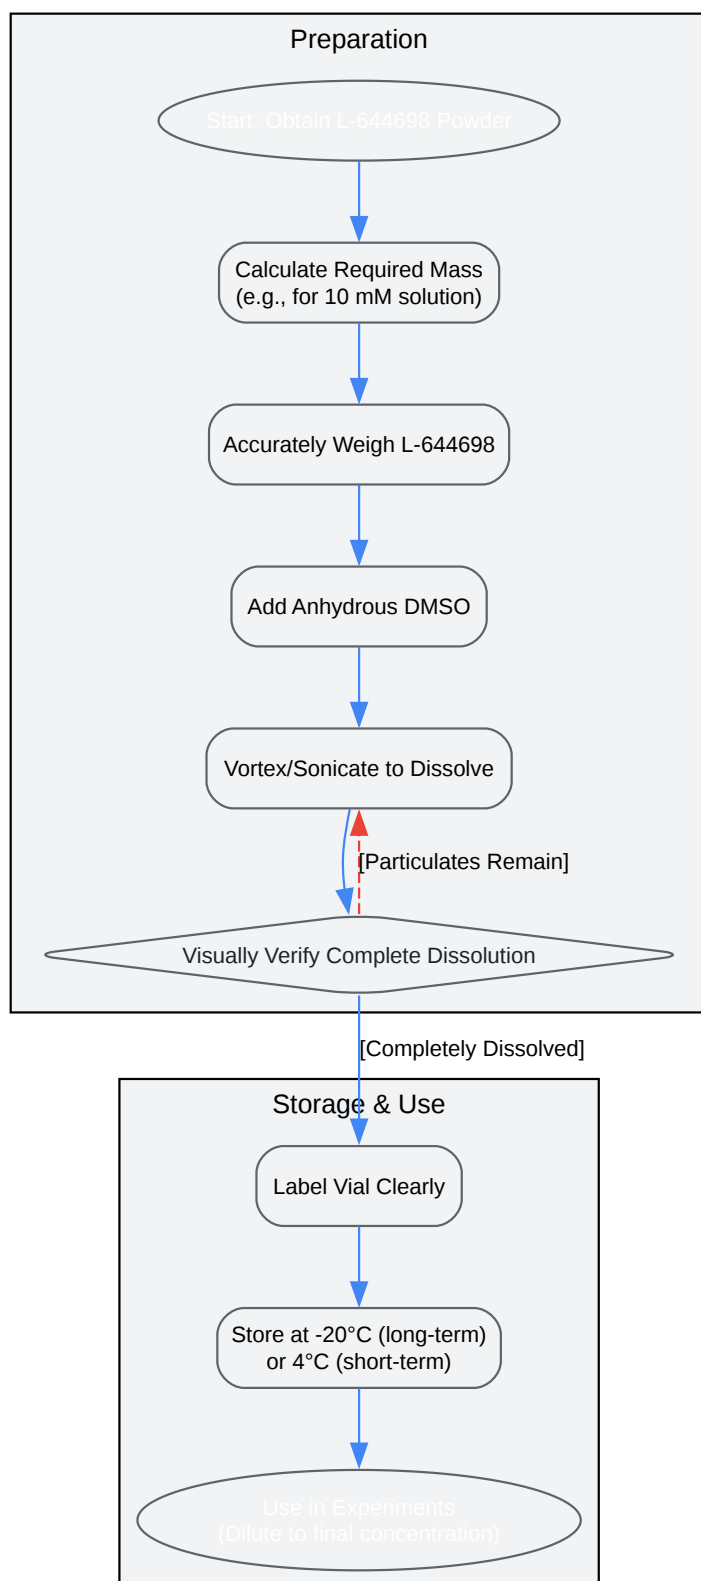 Preparation
Start: Obtain L-644698 Powder
Calculate Required Mass
(e.g., for 10 mM solution)
Accurately Weigh L-644698
Add Anhydrous DMSO
Vortex/Sonicate to Dissolve
[Particulates Remain]
Visually Verify Complete Dissolution
[Completely Dissolved]
Storage & Use
Label Vial Clearly
Store at -20°C (long-term)
or 4°C (short-term)
Use in Experiments
(Dilute to final concentration)